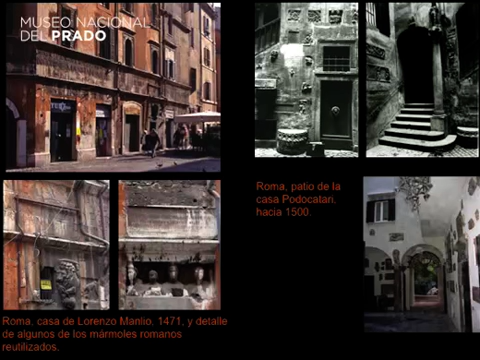 MUSEO NACIONAL
DEL PRADO
Roma, patio de la
casa Podocatari,
hacia 1500.
Roma, casa de Lorenzo Manlio, 1471, y detalle
de algunos de los mármoles romanos
reutilizados.